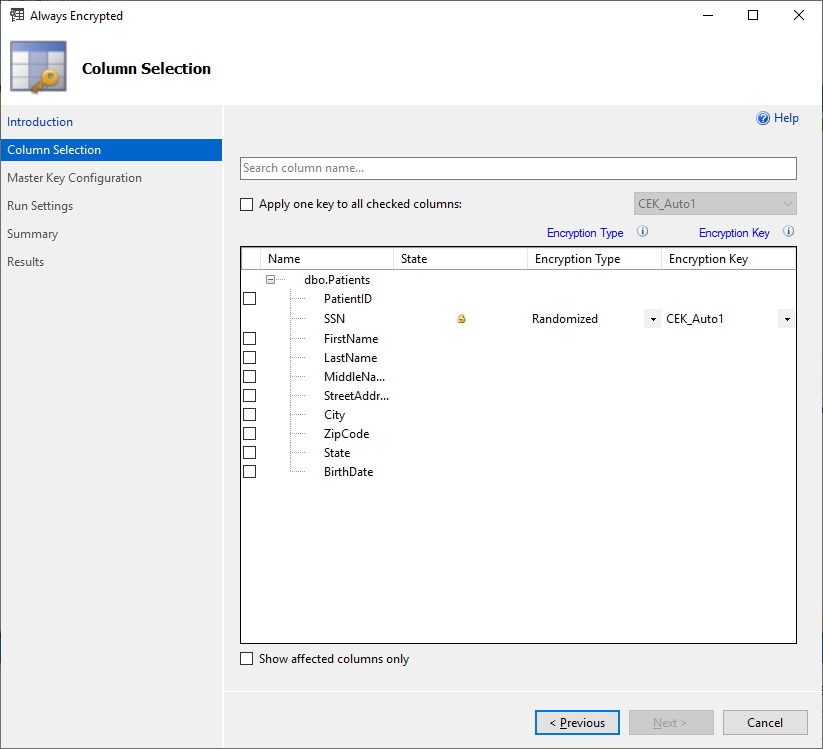 Always Encrypted
Column Selection
Introduction
Column Selection
Master Key Configuration
Run Settings
Summary
Results
Help
Search column name...
Apply one key to all checked columns: CEK_Auto1
Encryption Type Encryption Key
Name State Encryption Type Encryption Key
dbo.Patients
PatientID
SSN Randomized CEK_Auto1
FirstName
LastName
MiddleNa...
StreetAddr...
City
ZipCode
State
BirthDate
Show affected columns only
< Previous Next > Cancel